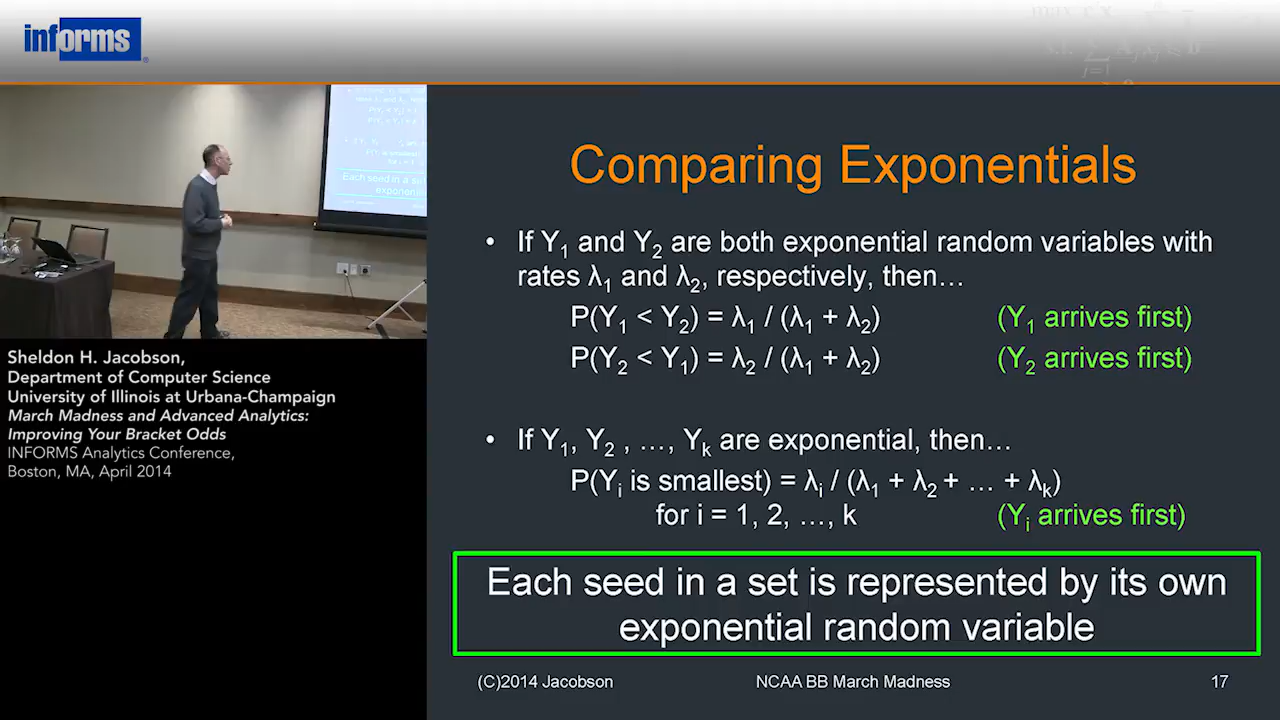 informs
Comparing Exponentials
• If Y₁ and Y₂ are both exponential random variables with
rates λ₁ and λ₂, respectively, then…
P(Y₁ < Y₂) = λ₁ / (λ₁ + λ₂) (Y₁ arrives first)
P(Y₂ < Y₁) = λ₂ / (λ₁ + λ₂) (Y₂ arrives first)
• If Y₁, Y₂ , …, Yₖ are exponential, then…
P(Yᵢ is smallest) = λᵢ / (λ₁ + λ₂ + … + λₖ)
for i = 1, 2, …, k (Yᵢ arrives first)
Each seed in a set is represented by its own
exponential random variable
(C)2014 Jacobson NCAA BB March Madness 17
Sheldon H. Jacobson,
Department of Computer Science
University of Illinois at Urbana-Champaign
March Madness and Advanced Analytics:
Improving Your Bracket Odds
INFORMS Analytics Conference,
Boston, MA, April 2014